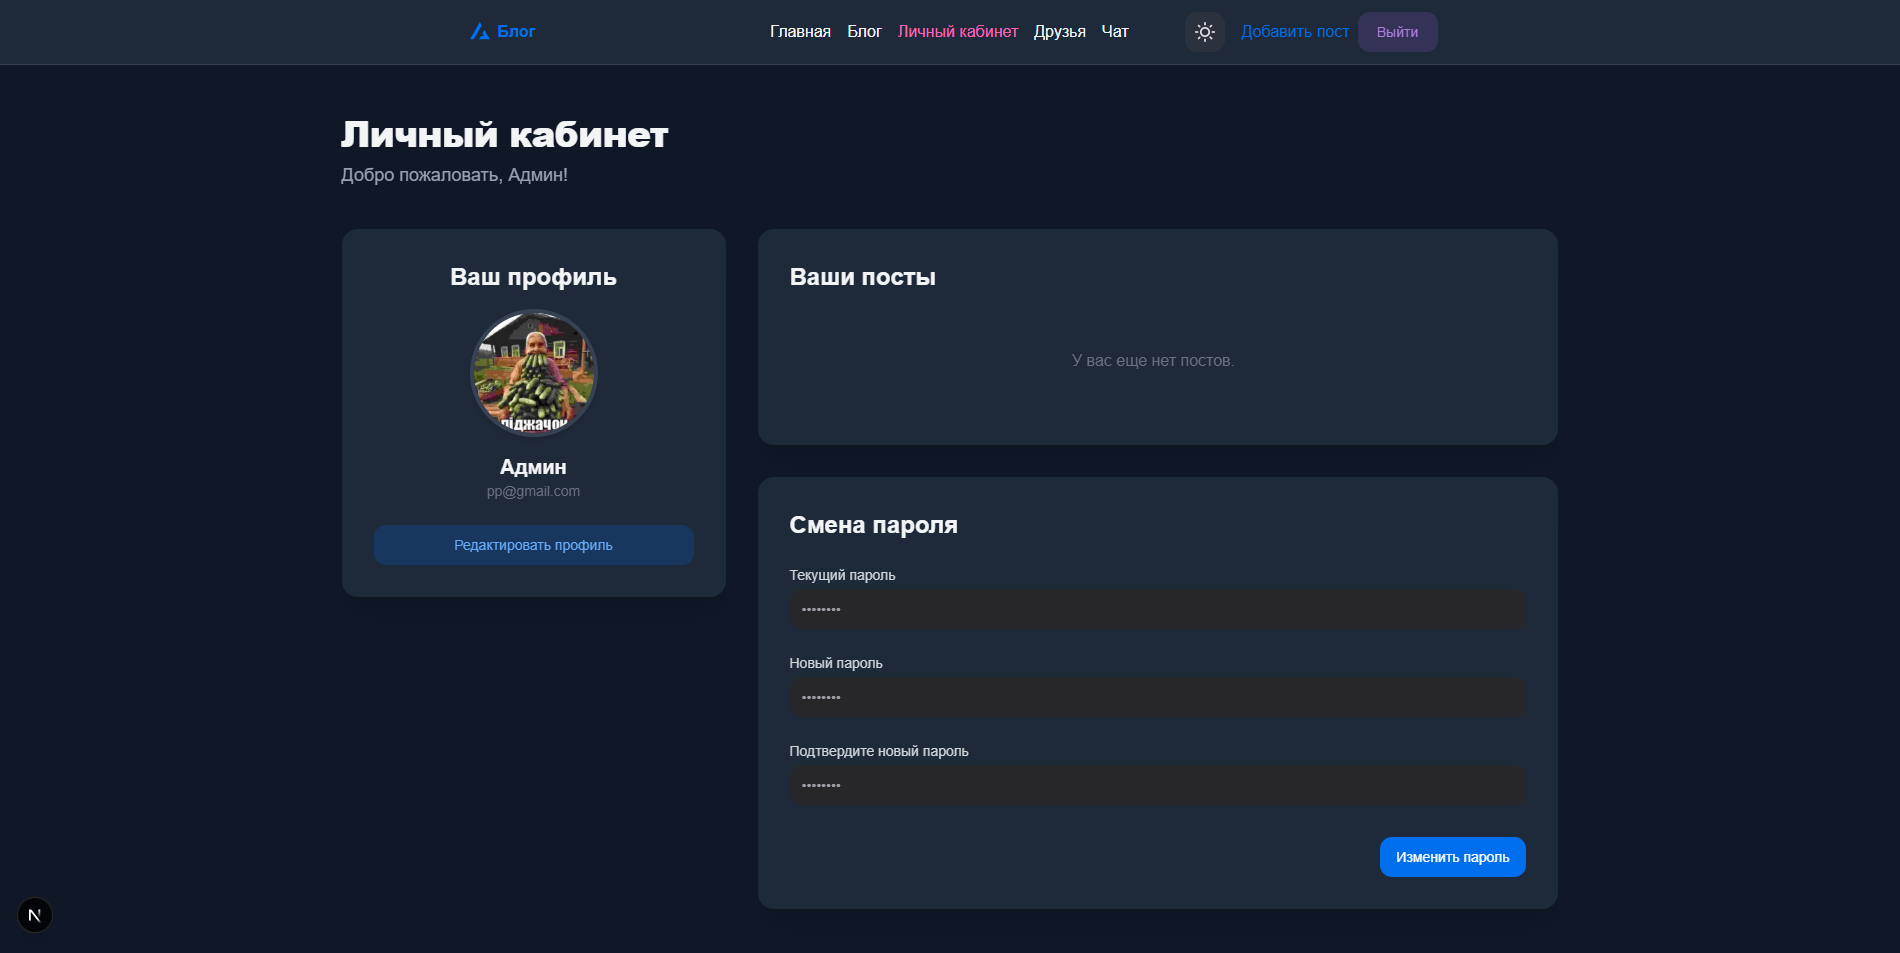 Блог
Главная Блог Личный кабинет Друзья Чат
Добавить пост Выйти
Личный кабинет
Добро пожаловать, Админ!
Ваш профиль
піджачок
Админ
pp@gmail.com
Редактировать профиль
Ваши посты
У вас еще нет постов.
Смена пароля
Текущий пароль
••••••••
Новый пароль
••••••••
Подтвердите новый пароль
••••••••
Изменить пароль
N